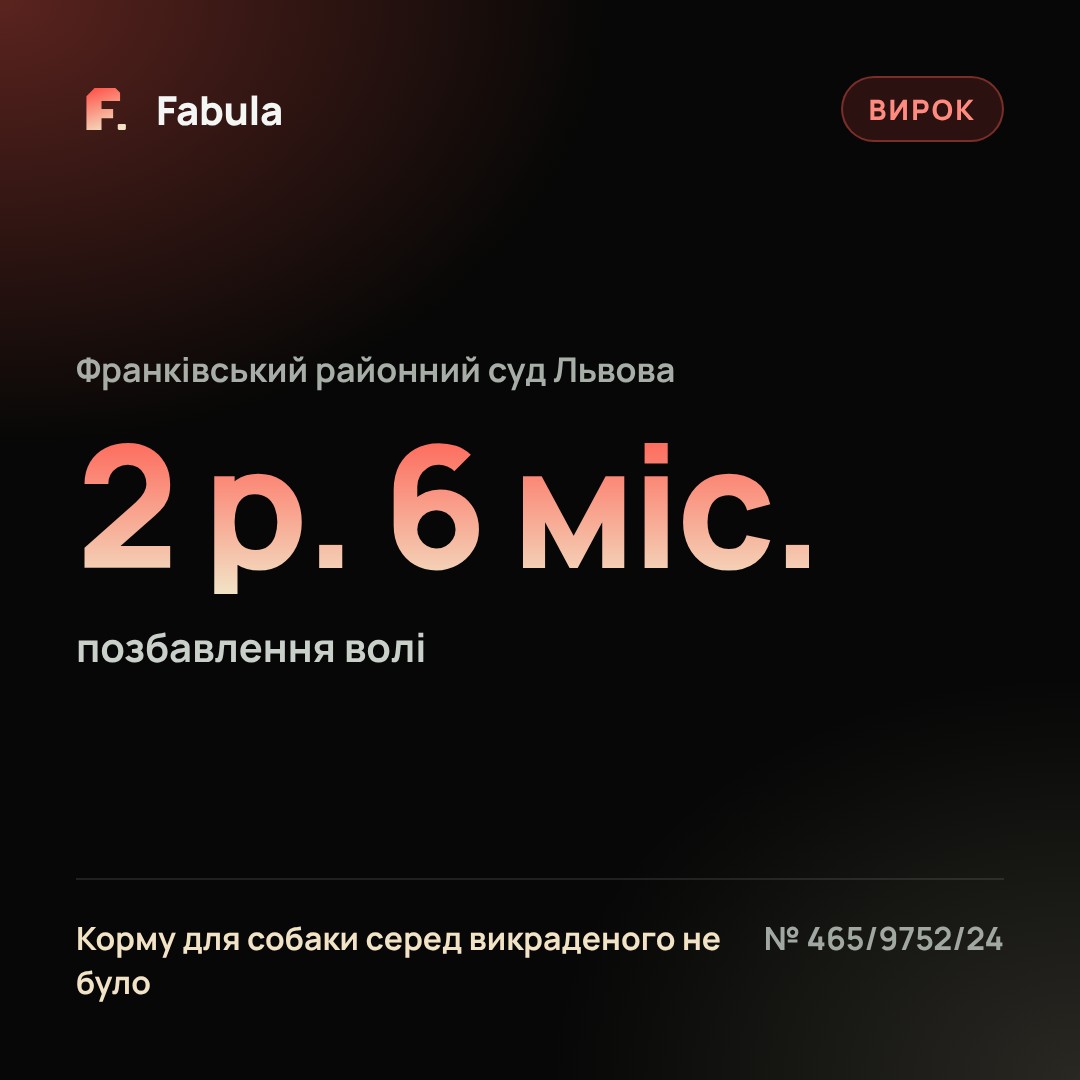 F. Fabula
ВИРОК
Франківський районний суд Львова
2 р. 6 міс.
позбавлення волі
Корму для собаки серед викраденого не
було
№ 465/9752/24